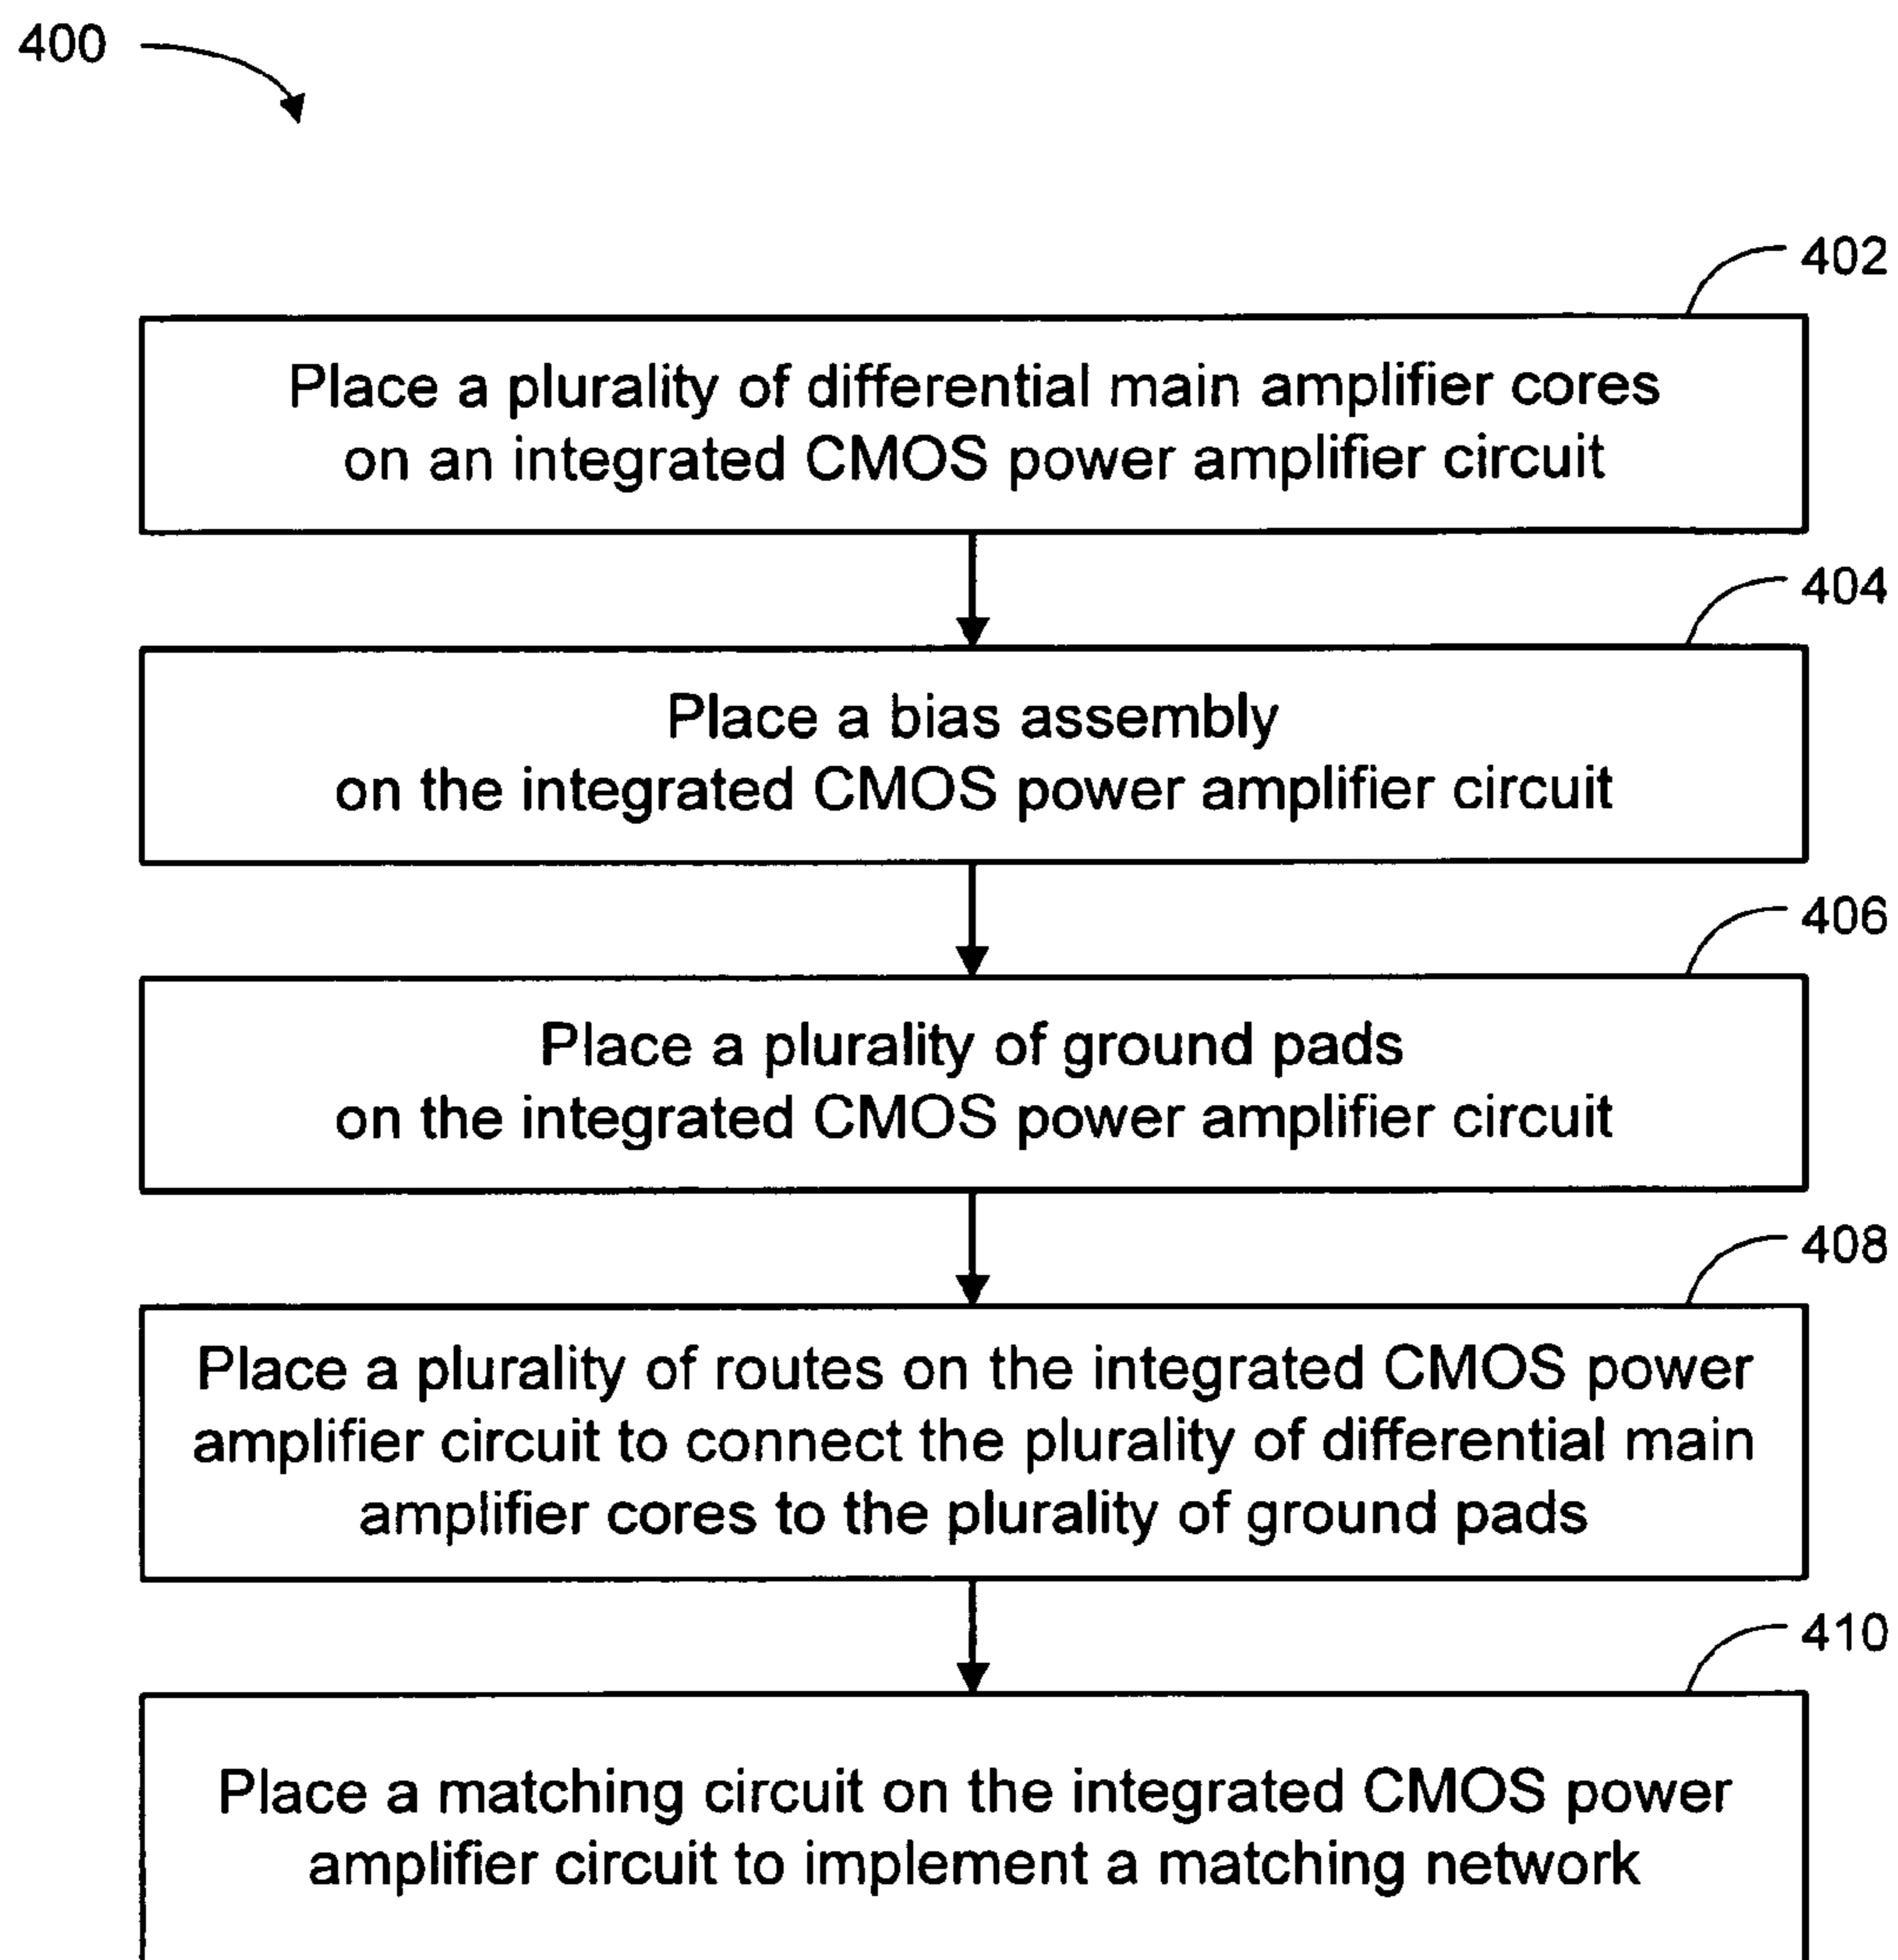 400
402
Place a plurality of differential main amplifier cores
on an integrated CMOS power amplifier circuit
404
Place a bias assembly
on the integrated CMOS power amplifier circuit
406
Place a plurality of ground pads
on the integrated CMOS power amplifier circuit
408
Place a plurality of routes on the integrated CMOS power
amplifier circuit to connect the plurality of differential main
amplifier cores to the plurality of ground pads
410
Place a matching circuit on the integrated CMOS power
amplifier circuit to implement a matching network